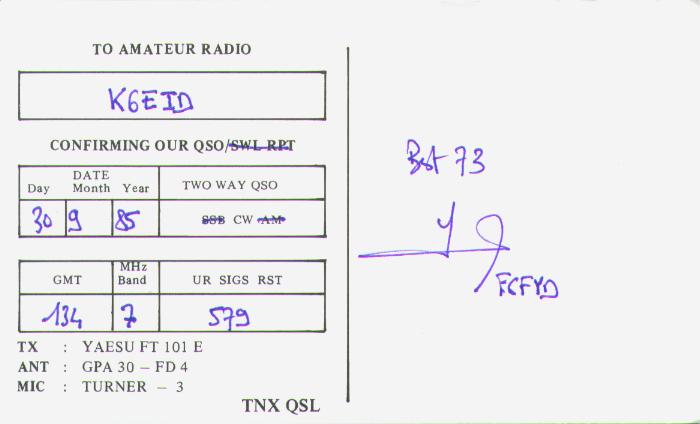 TO AMATEUR RADIO
K6EID
CONFIRMING OUR QSO/SWL RPT
DATE
Day Month Year TWO WAY QSO
30 9 85 SSB CW AM
GMT MHz Band UR SIGS RST
134 7 579
TX : YAESU FT 101 E
ANT : GPA 30 – FD 4
MIC : TURNER – 3
TNX QSL
Best 73
FCFYD